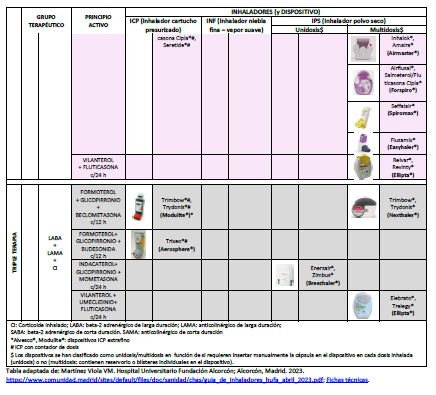 INHALADORES (y DISPOSITIVO)
GRUPO TERAPÉUTICO
PRINCIPIO ACTIVO
ICP (Inhalador cartucho presurizado)
INF (Inhalador niebla fina – vapor suave)
IPS (Inhalador polvo seco)
Unidosis$
Multidosis$
casona Cipla*#,
Seretide*#
Inhalok*,
Amaira*
(Airmaster*)
Airflusal*,
Salmeterol/Flu
ticasona Cipla*
(Forspiro*)
Seffalair*
(Spiromax*)
Flusamix*
(Easyhaler*)
VILANTEROL
+ FLUTICASONA
c/24 h
Relvar*,
Revinty*
(Ellipta*)
TRIPLE TERAPIA
LABA
+
LAMA
+
CI
FORMOTEROL
+ GLICOPIRRONIO
+
BECLOMETASONA
c/12 h
Trimbow*#,
Trydonis*#
(Modulite*)*
Trimbow*,
Trydonis*
(Nexthaler*)
FORMOTEROL+
GLICOPIRRONIO +
BUDESONIDA
c/12 h
Trixeo*#
(Aerosphere*)
INDACATEROL+
GLICOPIRRONIO +
MOMETASONA
c/24h
Enerzair*,
Zimbus*
(Breezhaler*)
VILANTEROL +
UMECLIDINIO+
FLUTICASONA
c/24h
Elebrato*,
Trelegy*
(Ellipta*)
CI: Corticoide inhalado; LABA: beta-2 adrenérgico de larga duración; LAMA: anticolinérgico de larga duración;
SABA: beta-2 adrenérgico de corta duración. SAMA: anticolinérgico de corta duración
*Alvesco*, Modulite*: dispositivos ICP extrafino
# ICP con contador de dosis
$ Los dispositivos se han clasificado como unidosis/multidosis en función de si requieren insertar manualmente la cápsula en el dispositivo en cada dosis inhalada
(unidosis) o no (multidosis: contienen reservorio o blísteres individuales en el dispositivo).
Tabla adaptada de: Martínez Viola VM. Hospital Universitario Fundación Alcorcón; Alcorcón, Madrid. 2023.
https://www.comunidad.madrid/sites/default/files/doc/sanidad/chas/guia_de_inhaladores_hufa_abril_2023.pdf; Fichas técnicas.